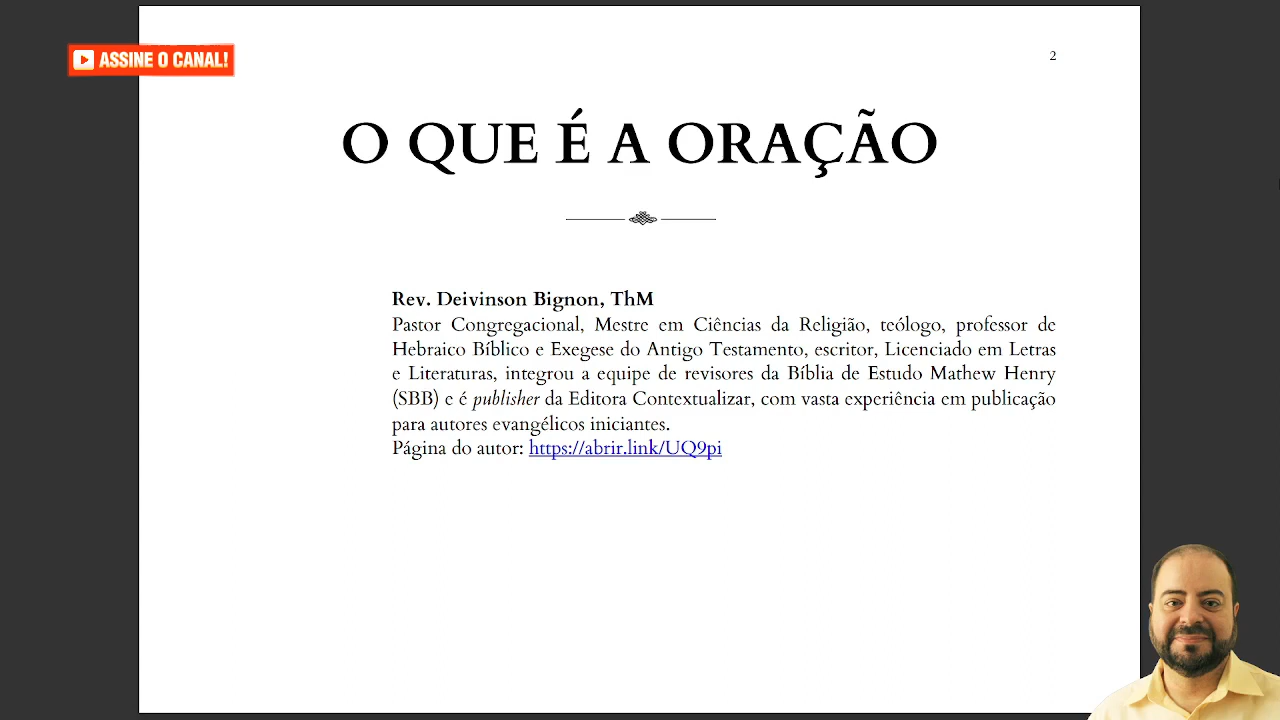 ASSINE O CANAL!
2
O QUE É A ORAÇÃO
Rev. Deivinson Bignon, ThM
Pastor Congregacional, Mestre em Ciências da Religião, teólogo, professor de
Hebraico Bíblico e Exegese do Antigo Testamento, escritor, Licenciado em Letras
e Literaturas, integrou a equipe de revisores da Bíblia de Estudo Mathew Henry
(SBB) e é publisher da Editora Contextualizar, com vasta experiência em publicação
para autores evangélicos iniciantes.
Página do autor: https://abrir.link/UQ9pi